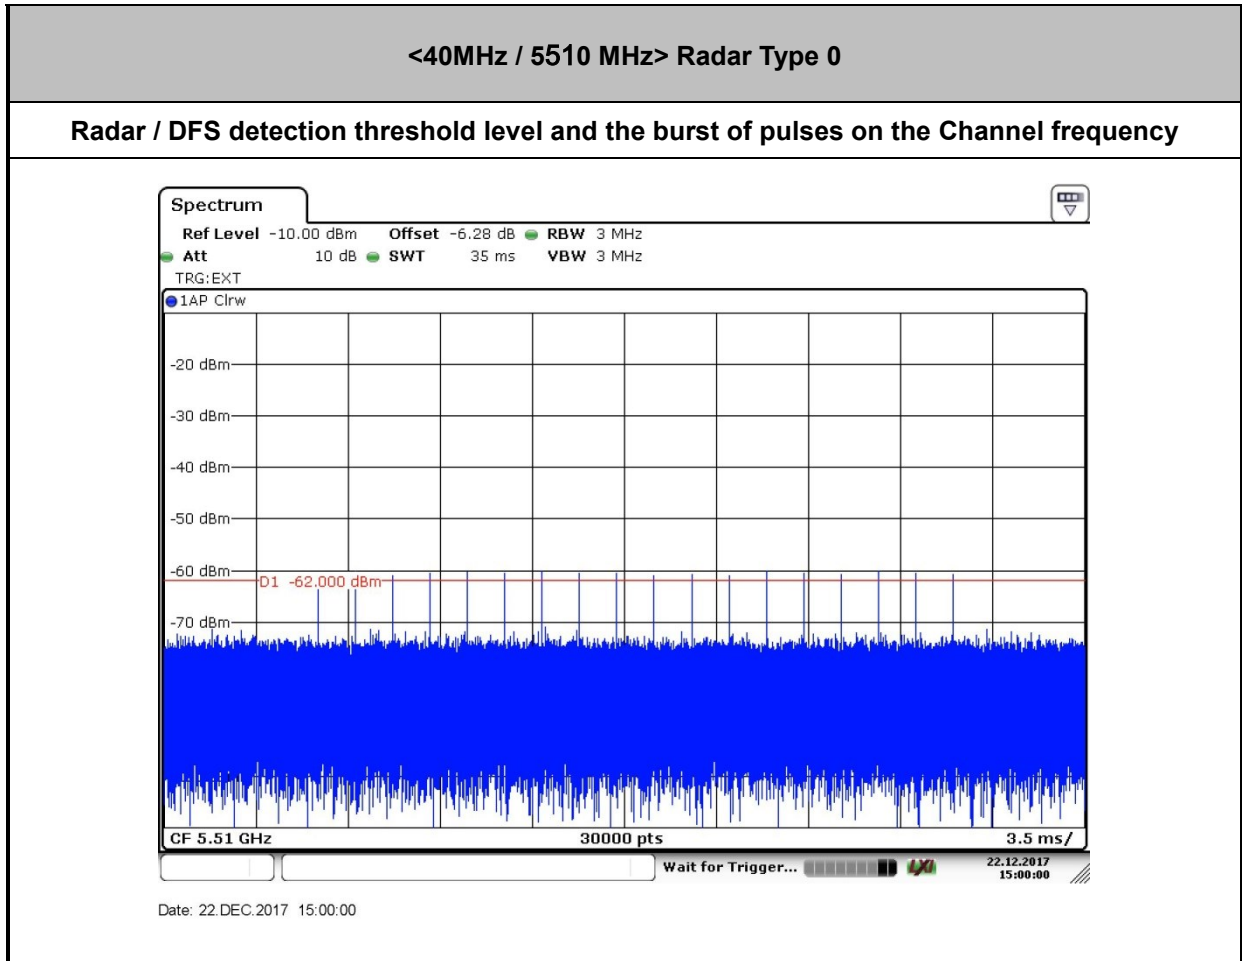 <40MHz / 5510 MHz> Radar Type 0
Radar / DFS detection threshold level and the burst of pulses on the Channel frequency
Spectrum
Ref Level -10.00 dBm Offset -6.28 dB RBW 3 MHz
Att 10 dB SWT 35 ms VBW 3 MHz
TRG:EXT
1AP Clrw
-20 dBm
-30 dBm
-40 dBm
-50 dBm
-60 dBm
D1 -62.000 dBm
-70 dBm
CF 5.51 GHz 30000 pts 3.5 ms/
Wait for Trigger... LXI 22.12.2017
15:00:00
Date: 22.DEC.2017 15:00:00